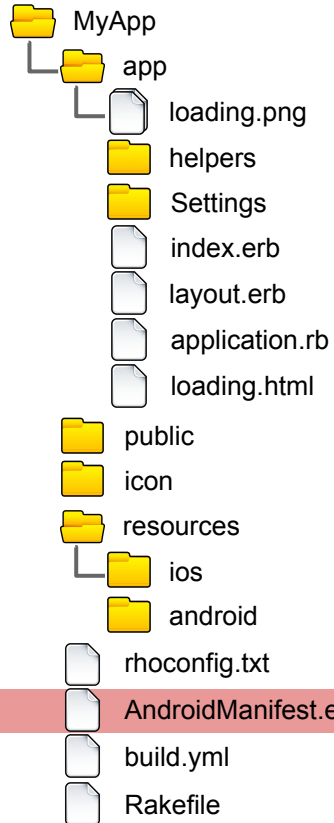 MyApp
app
loading.png
helpers
Settings
index.erb
layout.erb
application.rb
loading.html
public
icon
resources
ios
android
rhoconfig.txt
AndroidManifest.e
build.yml
Rakefile